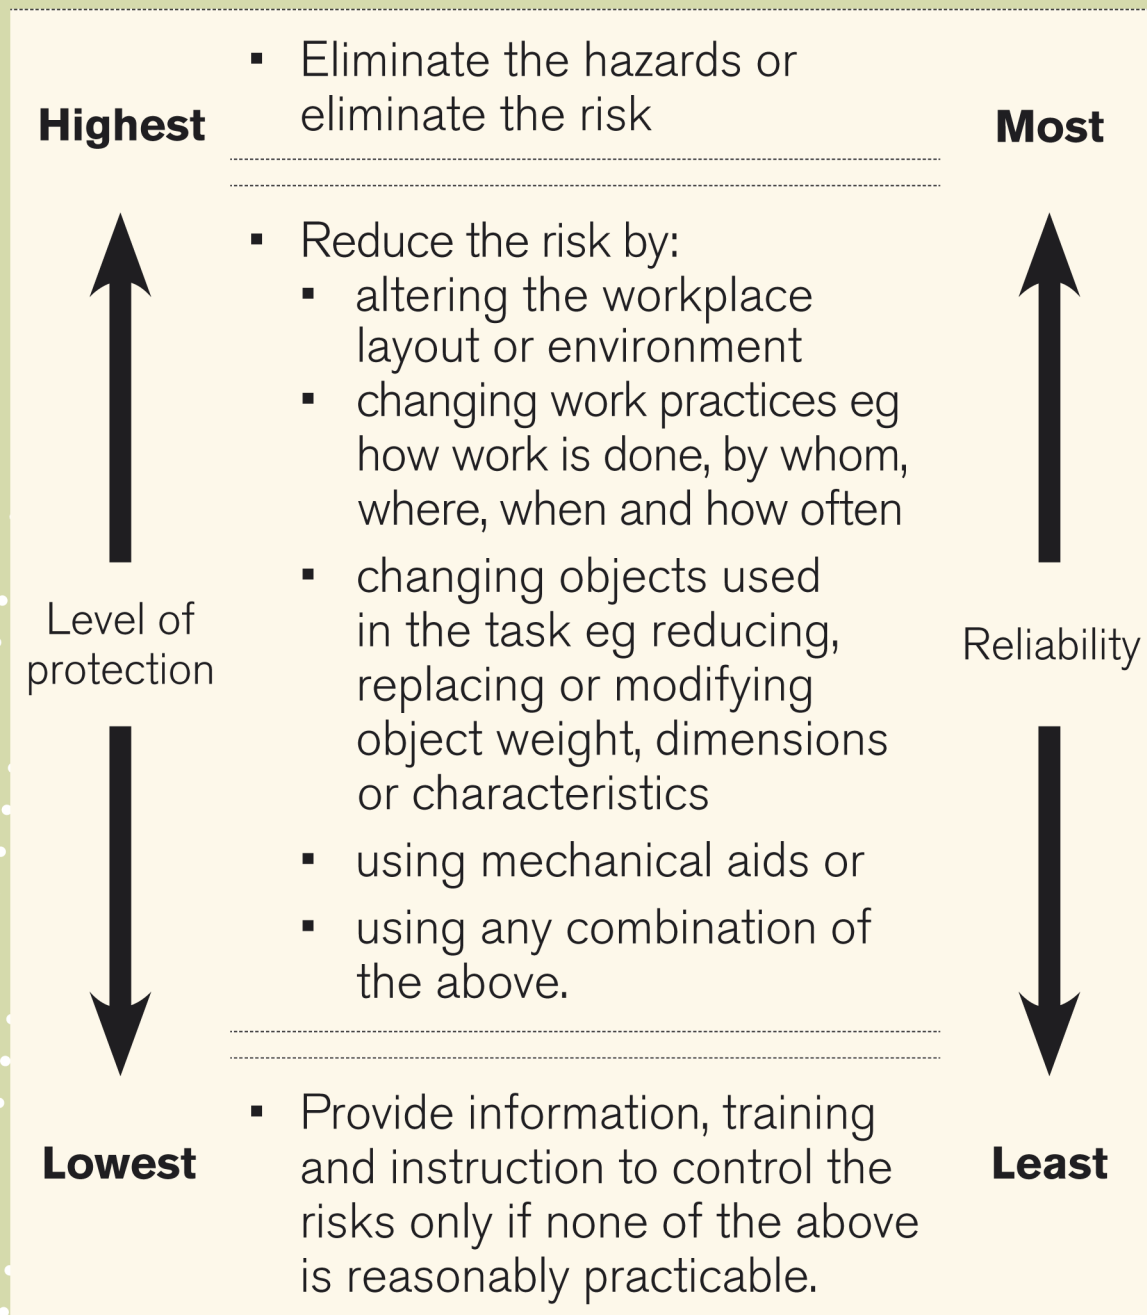 ▪ Eliminate the hazards or
eliminate the risk
Highest
Most
▪ Reduce the risk by:
▪ altering the workplace
layout or environment
▪ changing work practices eg
how work is done, by whom,
where, when and how often
▪ changing objects used
in the task eg reducing,
replacing or modifying
object weight, dimensions
or characteristics
▪ using mechanical aids or
▪ using any combination of
the above.
Level of
protection
Reliability
▪ Provide information, training
and instruction to control the
risks only if none of the above
is reasonably practicable.
Lowest
Least